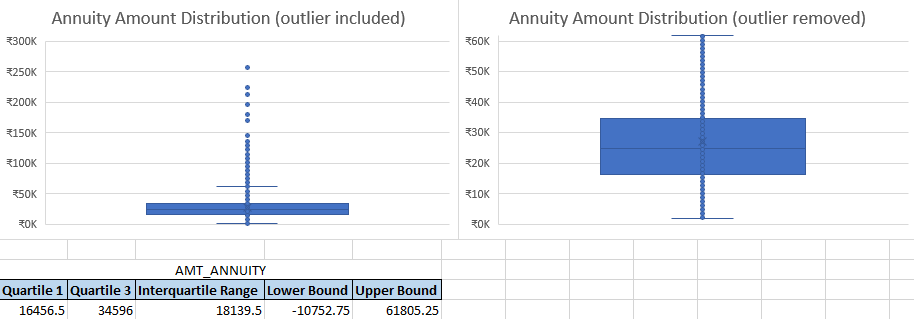 Annuity Amount Distribution (outlier included)
₹300K
₹250K
₹200K
₹150K
₹100K
₹50K
₹0K
Annuity Amount Distribution (outlier removed)
₹60K
₹50K
₹40K
₹30K
₹20K
₹10K
₹0K
AMT_ANNUITY
Quartile 1 Quartile 3 Interquartile Range Lower Bound Upper Bound
16456.5 34596 18139.5 -10752.75 61805.25